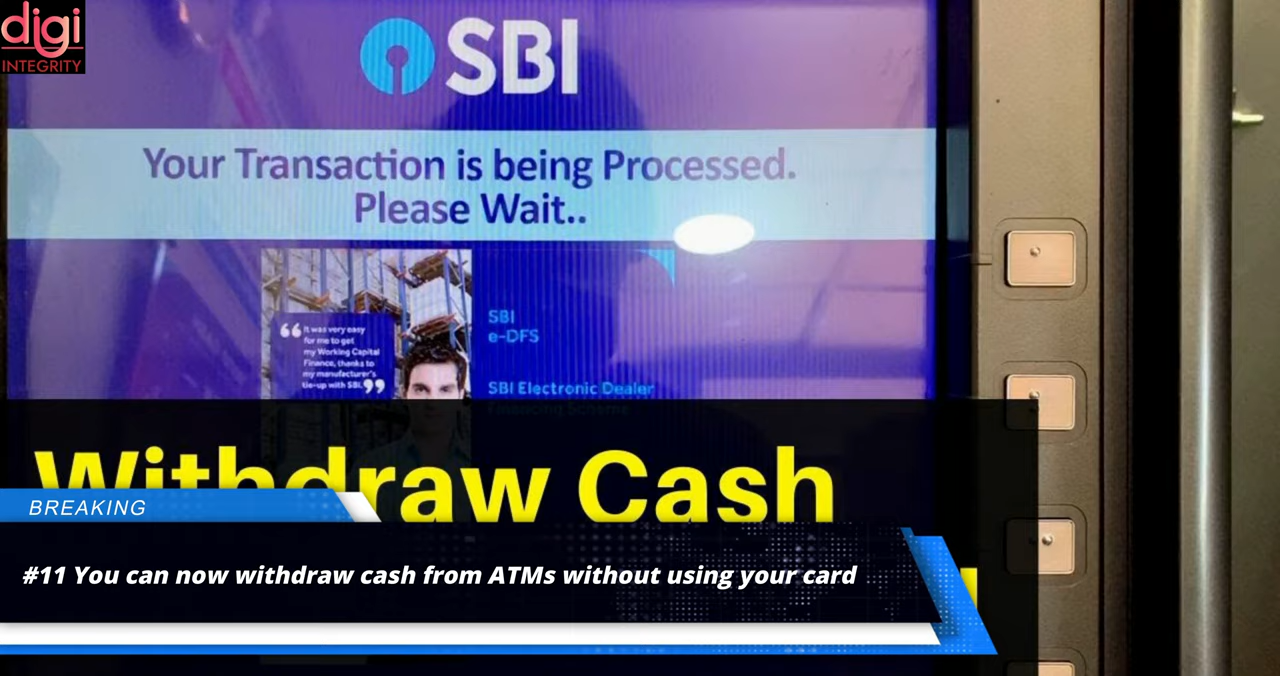 digi
INTEGRITY
SBI
Your Transaction is being Processed.
Please Wait..
“It was very easy
for me to get
my Working Capital
Finance, thanks to
my manufacturer's
tie-up with SBI.”
SBI
e-DFS
SBI Electronic Dealer
Financing Scheme
Withdraw Cash
BREAKING
#11 You can now withdraw cash from ATMs without using your card